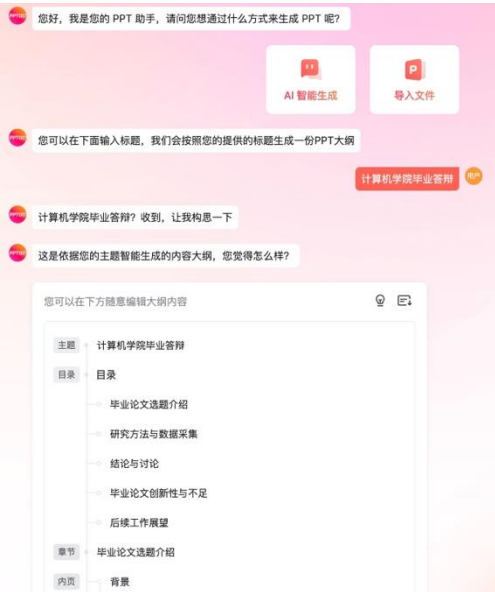 您好，我是您的 PPT 助手，请问您想通过什么方式来生成 PPT 呢?
AI 智能生成
导入文件
您可以在下面输入标题，我们会按照您的提供的标题生成一份PPT大纲
计算机学院毕业答辩
用户
计算机学院毕业答辩？收到，让我构思一下
这是依据您的主题智能生成的内容大纲，您觉得怎么样?
您可以在下方随意编辑大纲内容
主题 计算机学院毕业答辩
目录 目录
毕业论文选题介绍
研究方法与数据采集
结论与讨论
毕业论文创新性与不足
后续工作展望
章节 毕业论文选题介绍
内页 背景